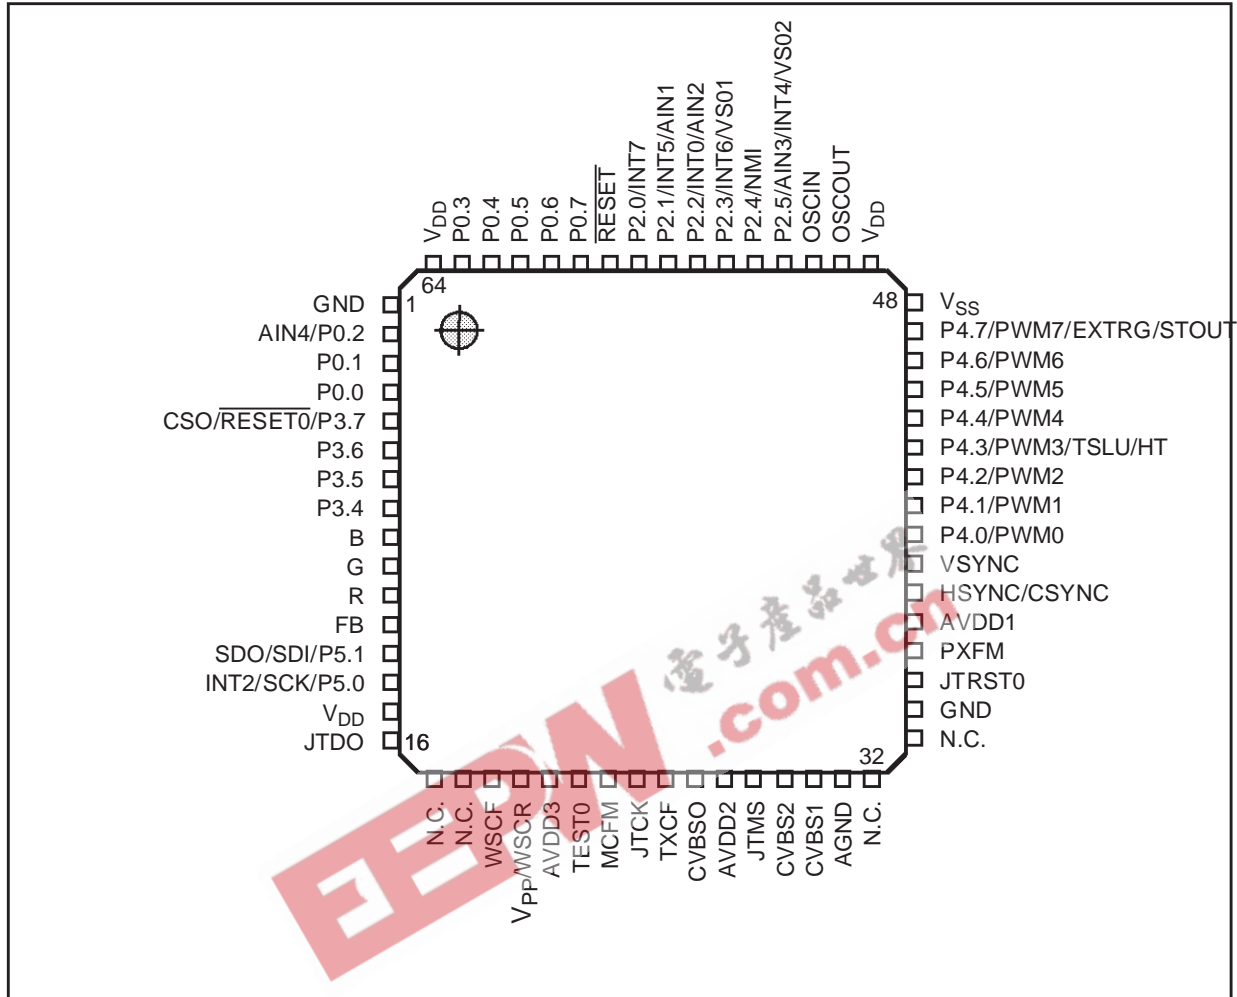 VDD
P0.3
P0.4
P0.5
P0.6
P0.7
RESET
P2.0/INT7
P2.1/INT5/AIN1
P2.2/INT0/AIN2
P2.3/INT6/VS01
P2.4/NMI
P2.5/AIN3/INT4/VS02
OSCIN
OSCOUT
VDD
64
GND
1
AIN4/P0.2
P0.1
P0.0
CSO/RESET0/P3.7
P3.6
P3.5
P3.4
B
G
R
FB
SDO/SDI/P5.1
INT2/SCK/P5.0
VDD
JTDO
16
48
VSS
P4.7/PWM7/EXTRG/STOUT
P4.6/PWM6
P4.5/PWM5
P4.4/PWM4
P4.3/PWM3/TSLU/HT
P4.2/PWM2
P4.1/PWM1
P4.0/PWM0
VSYNC
HSYNC/CSYNC
AVDD1
PXFM
JTRST0
GND
N.C.
32
N.C.
N.C.
WSCF
VPP/WSCR
AVDD3
TEST0
MCFM
JTCK
TXCF
CVBSO
AVDD2
JTMS
CVBS2
CVBS1
AGND
N.C.
EEPW
電子產品世界
.com.cn